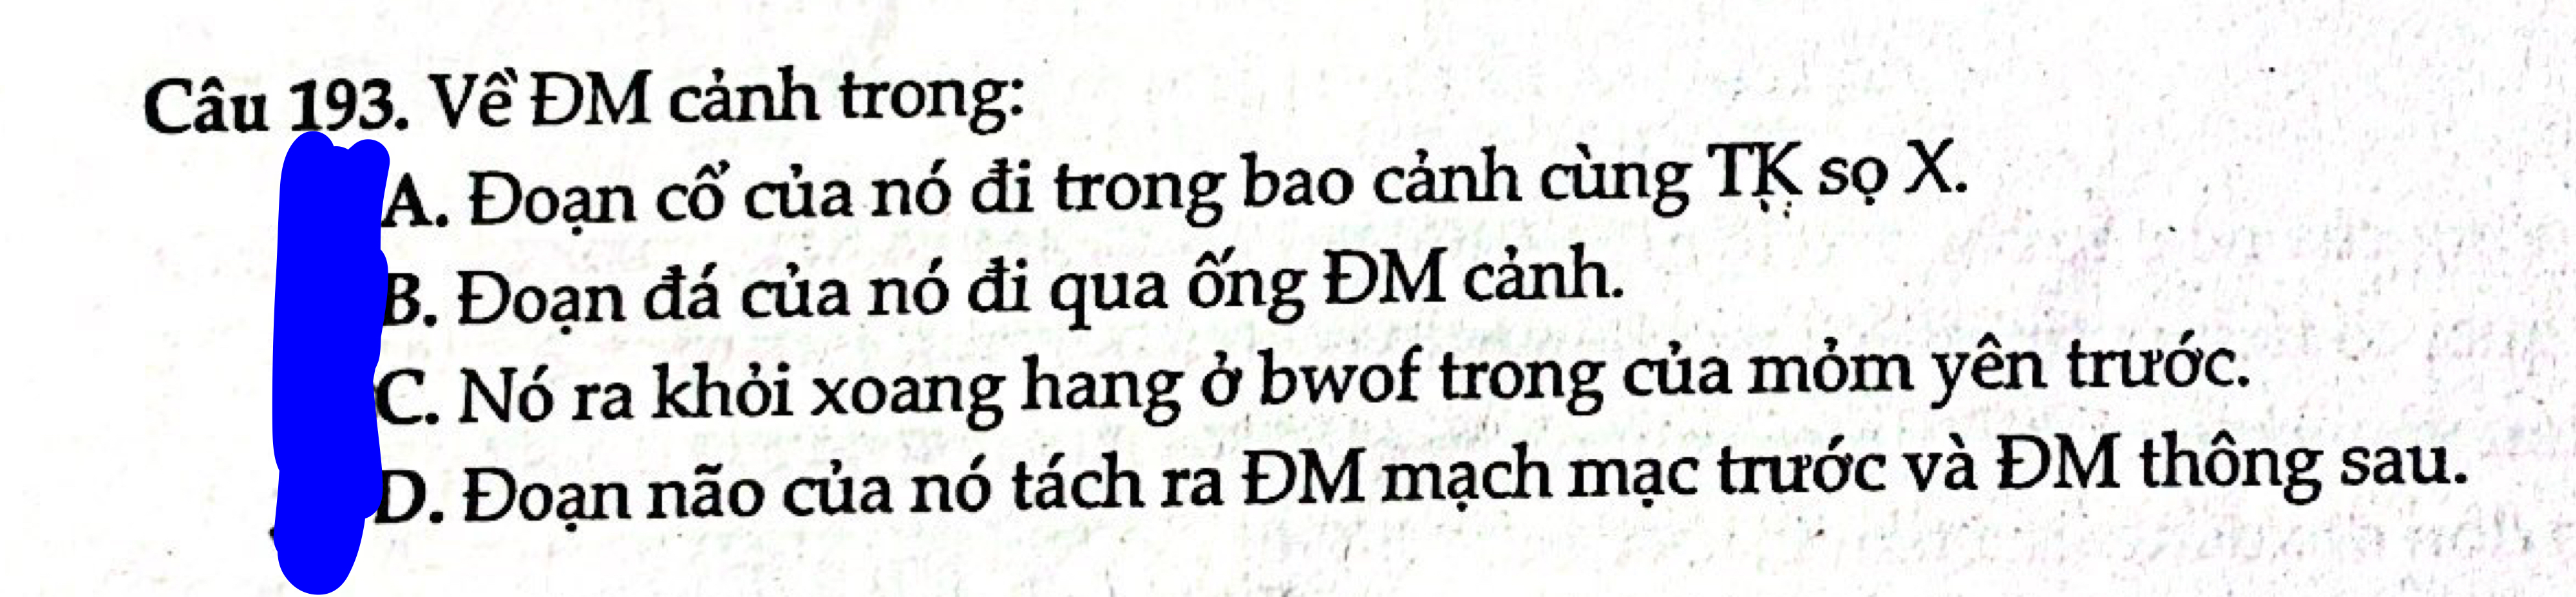 Câu 193. Về ĐM cảnh trong:
A. Đoạn cổ của nó đi trong bao cảnh cùng TK sọ X.
B. Đoạn đá của nó đi qua ống ĐM cảnh.
C. Nó ra khỏi xoang hang ở bwof trong của mỏm yên trước.
D. Đoạn não của nó tách ra ĐM mạch mạc trước và ĐM thông sau.